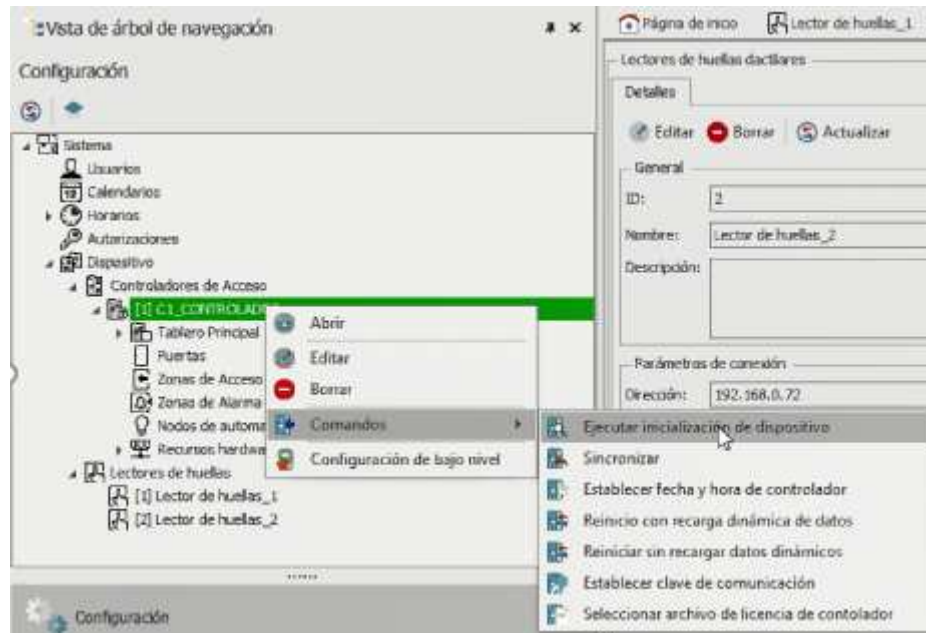 Vista de árbol de navegación
Configuración
Sistema
Usuarios
Calendarios
Horarios
Autorizaciones
Dispositivo
Controladores de Acceso
[1] C1_CONTROLADO
Tablero Principal
Puertas
Zonas de Acceso
Zonas de Alarma
Nodos de automa
Recursos hardwa
Lectores de huellas
[1] Lector de huellas_1
[2] Lector de huellas_2
Configuración
Abrir
Editar
Borrar
Comandos
Configuración de bajo nivel
Ejecutar inicialización de dispositivo
Sincronizar
Establecer fecha y hora de controlador
Reinicio con recarga dinámica de datos
Reiniciar sin recargar datos dinámicos
Establecer clave de comunicación
Seleccionar archivo de licencia de contolador
Página de inicio Lector de huellas_1
Lectores de huellas dactilares
Detalles
Editar Borrar Actualizar
General
ID: 2
Nombre: Lector de huellas_2
Descripción:
Parámetros de conexión
Dirección: 192.168.0.72